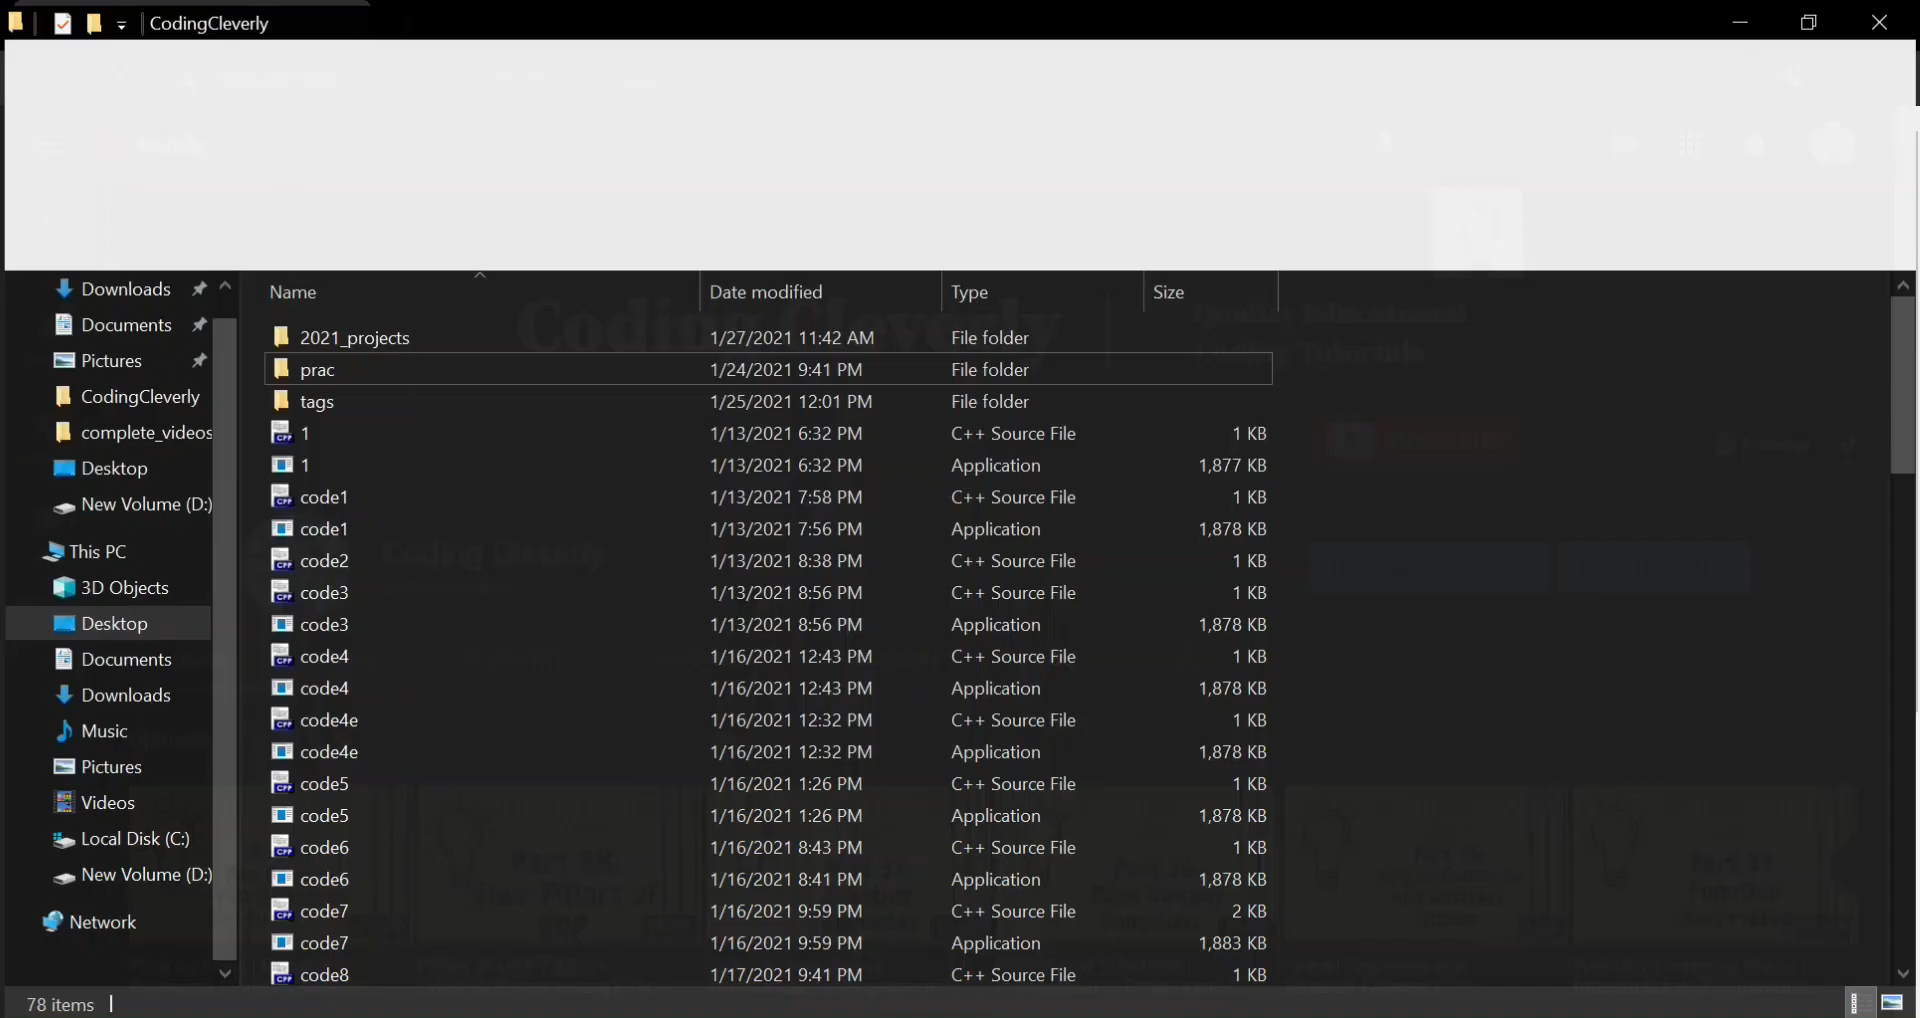 CodingCleverly
Name Date modified Type Size
Downloads
Documents
Pictures
CodingCleverly
complete_videos
Desktop
New Volume (D:)
This PC
3D Objects
Desktop
Documents
Downloads
Music
Pictures
Videos
Local Disk (C:)
New Volume (D:)
Network
2021_projects 1/27/2021 11:42 AM File folder
prac 1/24/2021 9:41 PM File folder
tags 1/25/2021 12:01 PM File folder
1 1/13/2021 6:32 PM C++ Source File 1 KB
1 1/13/2021 6:32 PM Application 1,877 KB
code1 1/13/2021 7:58 PM C++ Source File 1 KB
code1 1/13/2021 7:56 PM Application 1,878 KB
code2 1/13/2021 8:38 PM C++ Source File 1 KB
code3 1/13/2021 8:56 PM C++ Source File 1 KB
code3 1/13/2021 8:56 PM Application 1,878 KB
code4 1/16/2021 12:43 PM C++ Source File 1 KB
code4 1/16/2021 12:43 PM Application 1,878 KB
code4e 1/16/2021 12:32 PM C++ Source File 1 KB
code4e 1/16/2021 12:32 PM Application 1,878 KB
code5 1/16/2021 1:26 PM C++ Source File 1 KB
code5 1/16/2021 1:26 PM Application 1,878 KB
code6 1/16/2021 8:43 PM C++ Source File 1 KB
code6 1/16/2021 8:41 PM Application 1,878 KB
code7 1/16/2021 9:59 PM C++ Source File 2 KB
code7 1/16/2021 9:59 PM Application 1,883 KB
code8 1/17/2021 9:41 PM C++ Source File 1 KB
78 items
Coding Cleverly
Coding Cleverly